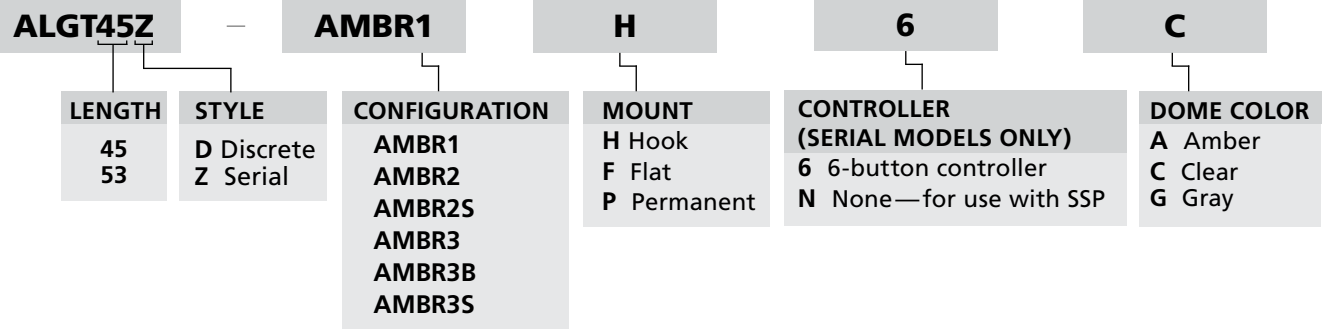 ALGT45Z – AMBR1 H 6 C
LENGTH
45
53
STYLE
D Discrete
Z Serial
CONFIGURATION
AMBR1
AMBR2
AMBR2S
AMBR3
AMBR3B
AMBR3S
MOUNT
H Hook
F Flat
P Permanent
CONTROLLER
(SERIAL MODELS ONLY)
6 6-button controller
N None—for use with SSP
DOME COLOR
A Amber
C Clear
G Gray